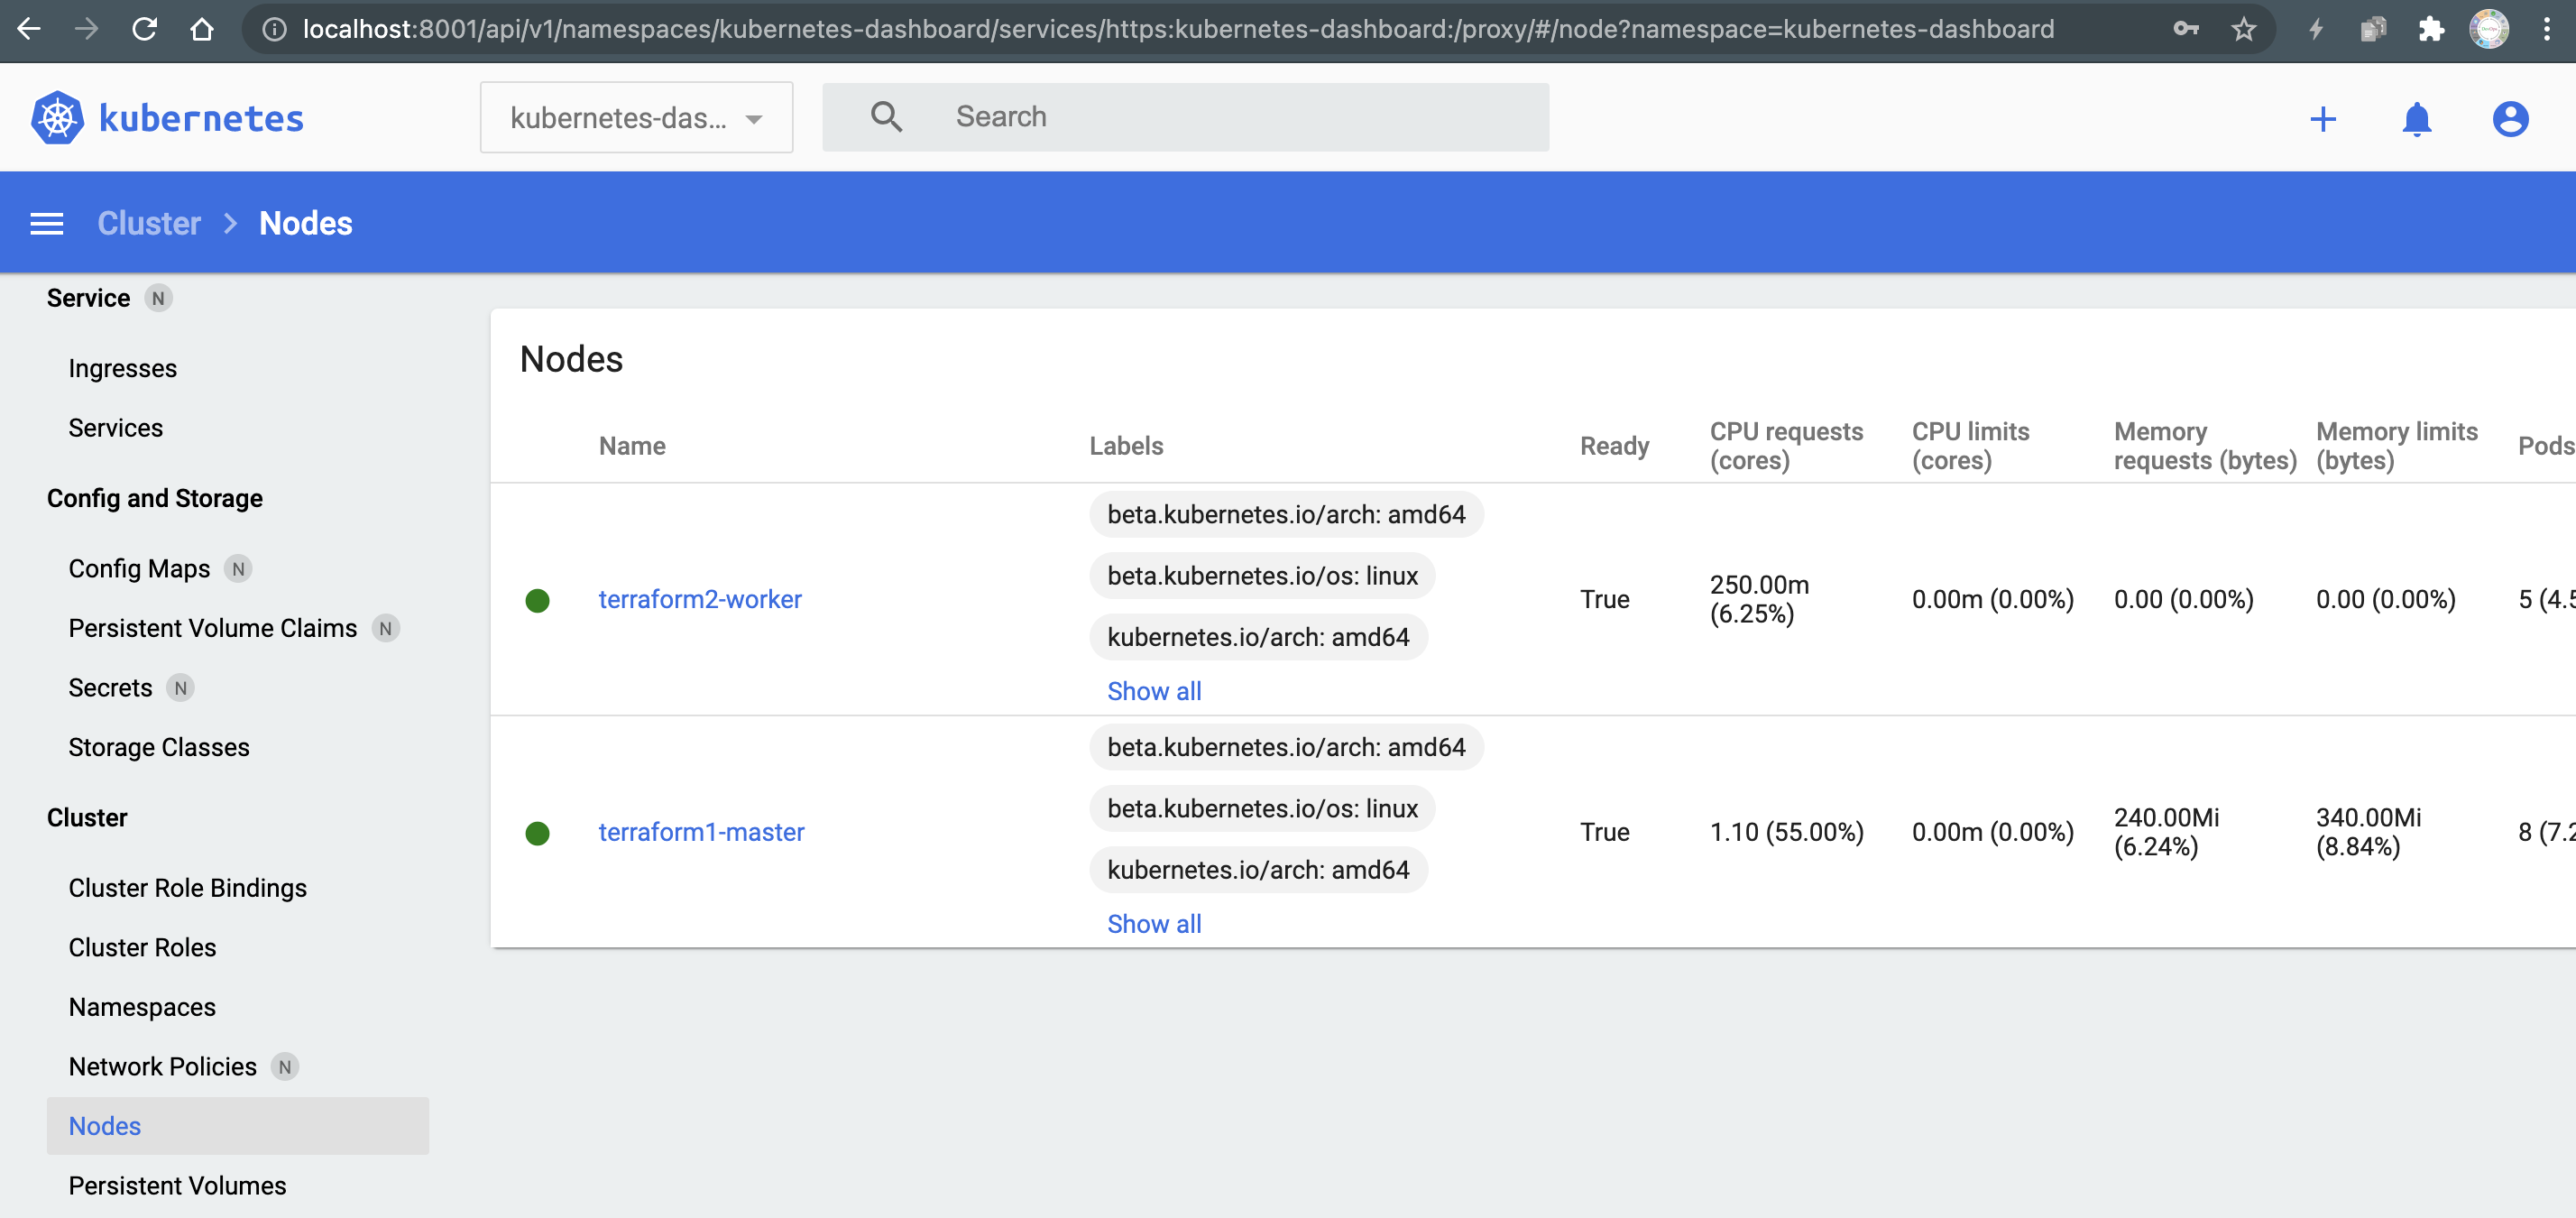 localhost:8001/api/v1/namespaces/kubernetes-dashboard/services/https:kubernetes-dashboard:/proxy/#/node?namespace=kubernetes-dashboard
kubernetes
kubernetes-das...
Search
Cluster > Nodes
Service N
Ingresses
Services
Config and Storage
Config Maps N
Persistent Volume Claims N
Secrets N
Storage Classes
Cluster
Cluster Role Bindings
Cluster Roles
Namespaces
Network Policies N
Nodes
Persistent Volumes
Nodes
Name Labels Ready CPU requests (cores) CPU limits (cores) Memory requests (bytes) Memory limits (bytes) Pods
beta.kubernetes.io/arch: amd64
beta.kubernetes.io/os: linux
terraform2-worker True 250.00m (6.25%) 0.00m (0.00%) 0.00 (0.00%) 0.00 (0.00%) 5 (4.5
kubernetes.io/arch: amd64
Show all
beta.kubernetes.io/arch: amd64
beta.kubernetes.io/os: linux
terraform1-master True 1.10 (55.00%) 0.00m (0.00%) 240.00Mi (6.24%) 340.00Mi (8.84%) 8 (7.2
kubernetes.io/arch: amd64
Show all